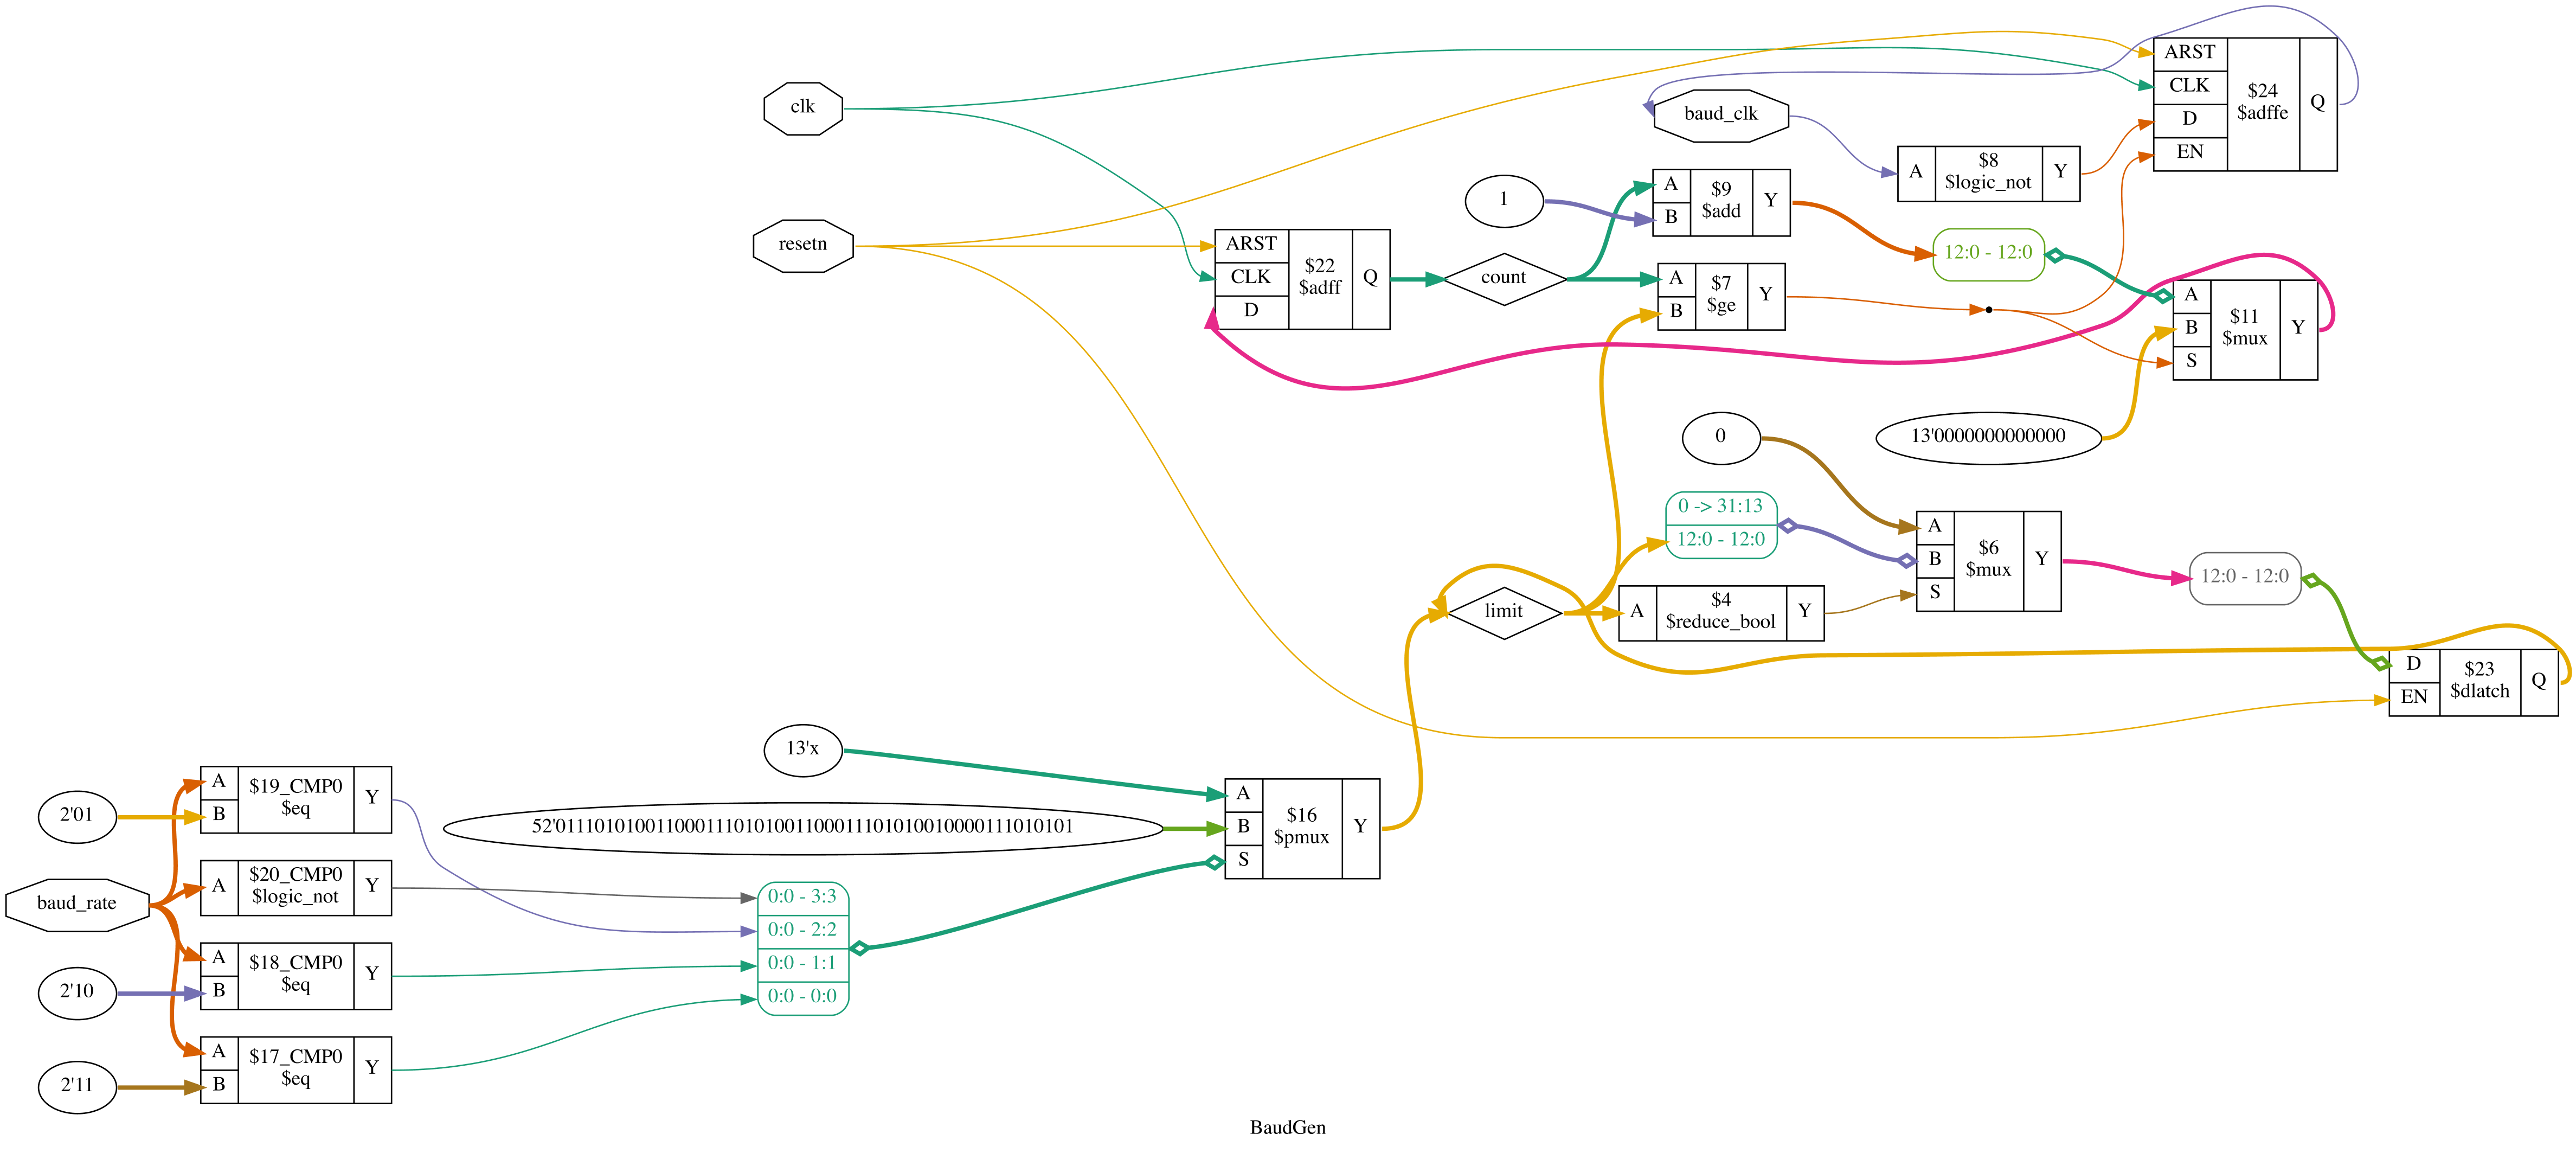 clk
resetn
baud_clk
ARST
CLK
D
EN
$24
$adffe
Q
A
$8
$logic_not
Y
1
A
B
$9
$add
Y
12:0 - 12:0
ARST
CLK
D
$22
$adff
Q
count
A
B
$7
$ge
Y
A
B
S
$11
$mux
Y
0
13'0000000000000
0 -> 31:13
12:0 - 12:0
A
B
S
$6
$mux
Y
12:0 - 12:0
limit
A
$4
$reduce_bool
Y
D
EN
$23
$dlatch
Q
13'x
52'0111010100110001110101001100011101010010000111010101
A
B
S
$16
$pmux
Y
2'01
A
B
$19_CMP0
$eq
Y
baud_rate
A
$20_CMP0
$logic_not
Y
0:0 - 3:3
0:0 - 2:2
0:0 - 1:1
0:0 - 0:0
2'10
A
B
$18_CMP0
$eq
Y
2'11
A
B
$17_CMP0
$eq
Y
BaudGen